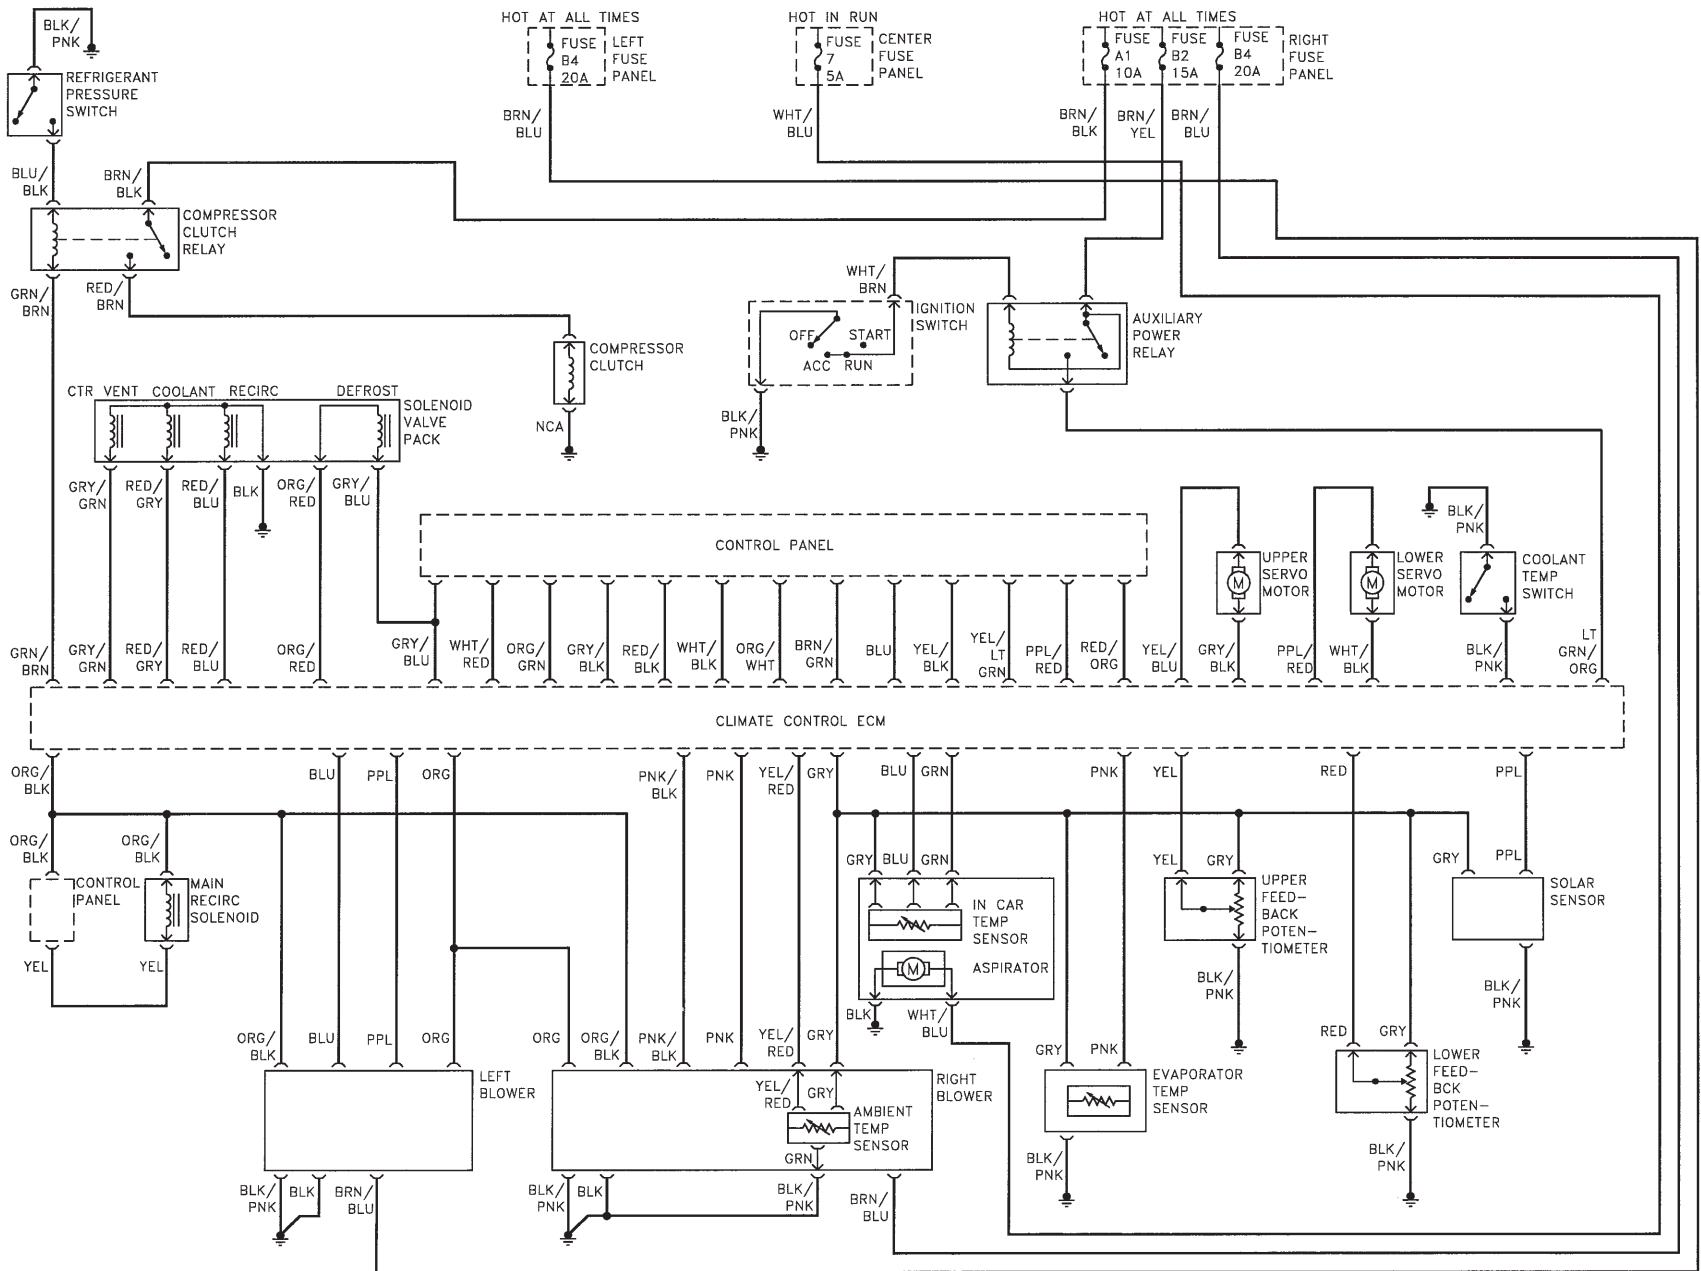 HOT AT ALL TIMES
HOT IN RUN
HOT AT ALL TIMES
BLK/
PNK
FUSE
B4
20A
LEFT
FUSE
PANEL
FUSE
7
5A
CENTER
FUSE
PANEL
FUSE
A1
10A
FUSE
B2
15A
FUSE
B4
20A
RIGHT
FUSE
PANEL
REFRIGERANT
PRESSURE
SWITCH
BRN/
BLU
WHT/
BLU
BRN/
BLK
BRN/
YEL
BRN/
BLU
BLU/
BLK
BRN/
BLK
COMPRESSOR
CLUTCH
RELAY
GRN/
BRN
RED/
BRN
WHT/
BRN
IGNITION
SWITCH
OFF
START
ACC
RUN
AUXILIARY
POWER
RELAY
COMPRESSOR
CLUTCH
NCA
BLK/
PNK
CTR VENT
COOLANT
RECIRC
DEFROST
SOLENOID
VALVE
PACK
GRY/
GRN
RED/
GRY
RED/
BLU
BLK
ORG/
RED
GRY/
BLU
CONTROL PANEL
BLK/
PNK
UPPER
SERVO
MOTOR
M
LOWER
SERVO
MOTOR
M
COOLANT
TEMP
SWITCH
GRN/
BRN
GRY/
GRN
RED/
GRY
RED/
BLU
ORG/
RED
GRY/
BLU
WHT/
RED
ORG/
GRN
GRY/
BLK
RED/
BLK
WHT/
BLK
ORG/
WHT
BRN/
GRN
BLU
YEL/
BLK
YEL/
LT
GRN
PPL/
RED
RED/
ORG
YEL/
BLU
GRY/
BLK
PPL/
RED
WHT/
BLK
BLK/
PNK
LT
GRN/
ORG
CLIMATE CONTROL ECM
ORG/
BLK
BLU
PPL
ORG
PNK/
BLK
PNK
YEL/
RED
GRY
BLU
GRN
PNK
YEL
RED
PPL
ORG/
BLK
ORG/
BLK
CONTROL
PANEL
MAIN
RECIRC
SOLENOID
YEL
YEL
GRY
BLU
GRN
IN CAR
TEMP
SENSOR
M
ASPIRATOR
BLK
WHT/
BLU
YEL
GRY
UPPER
FEED-
BACK
POTEN-
TIOMETER
BLK/
PNK
GRY
PPL
SOLAR
SENSOR
BLK/
PNK
ORG/
BLK
BLU
PPL
ORG
ORG
ORG/
BLK
PNK/
BLK
PNK
YEL/
RED
GRY
GRY
PNK
RED
GRY
LEFT
BLOWER
RIGHT
BLOWER
YEL/
RED
GRY
AMBIENT
TEMP
SENSOR
GRN
EVAPORATOR
TEMP
SENSOR
LOWER
FEED-
BCK
POTEN-
TIOMETER
BLK/
PNK
BLK/
PNK
BLK/
PNK
BLK
BRN/
BLU
BLK/
PNK
BLK
BLK/
PNK
BRN/
BLU